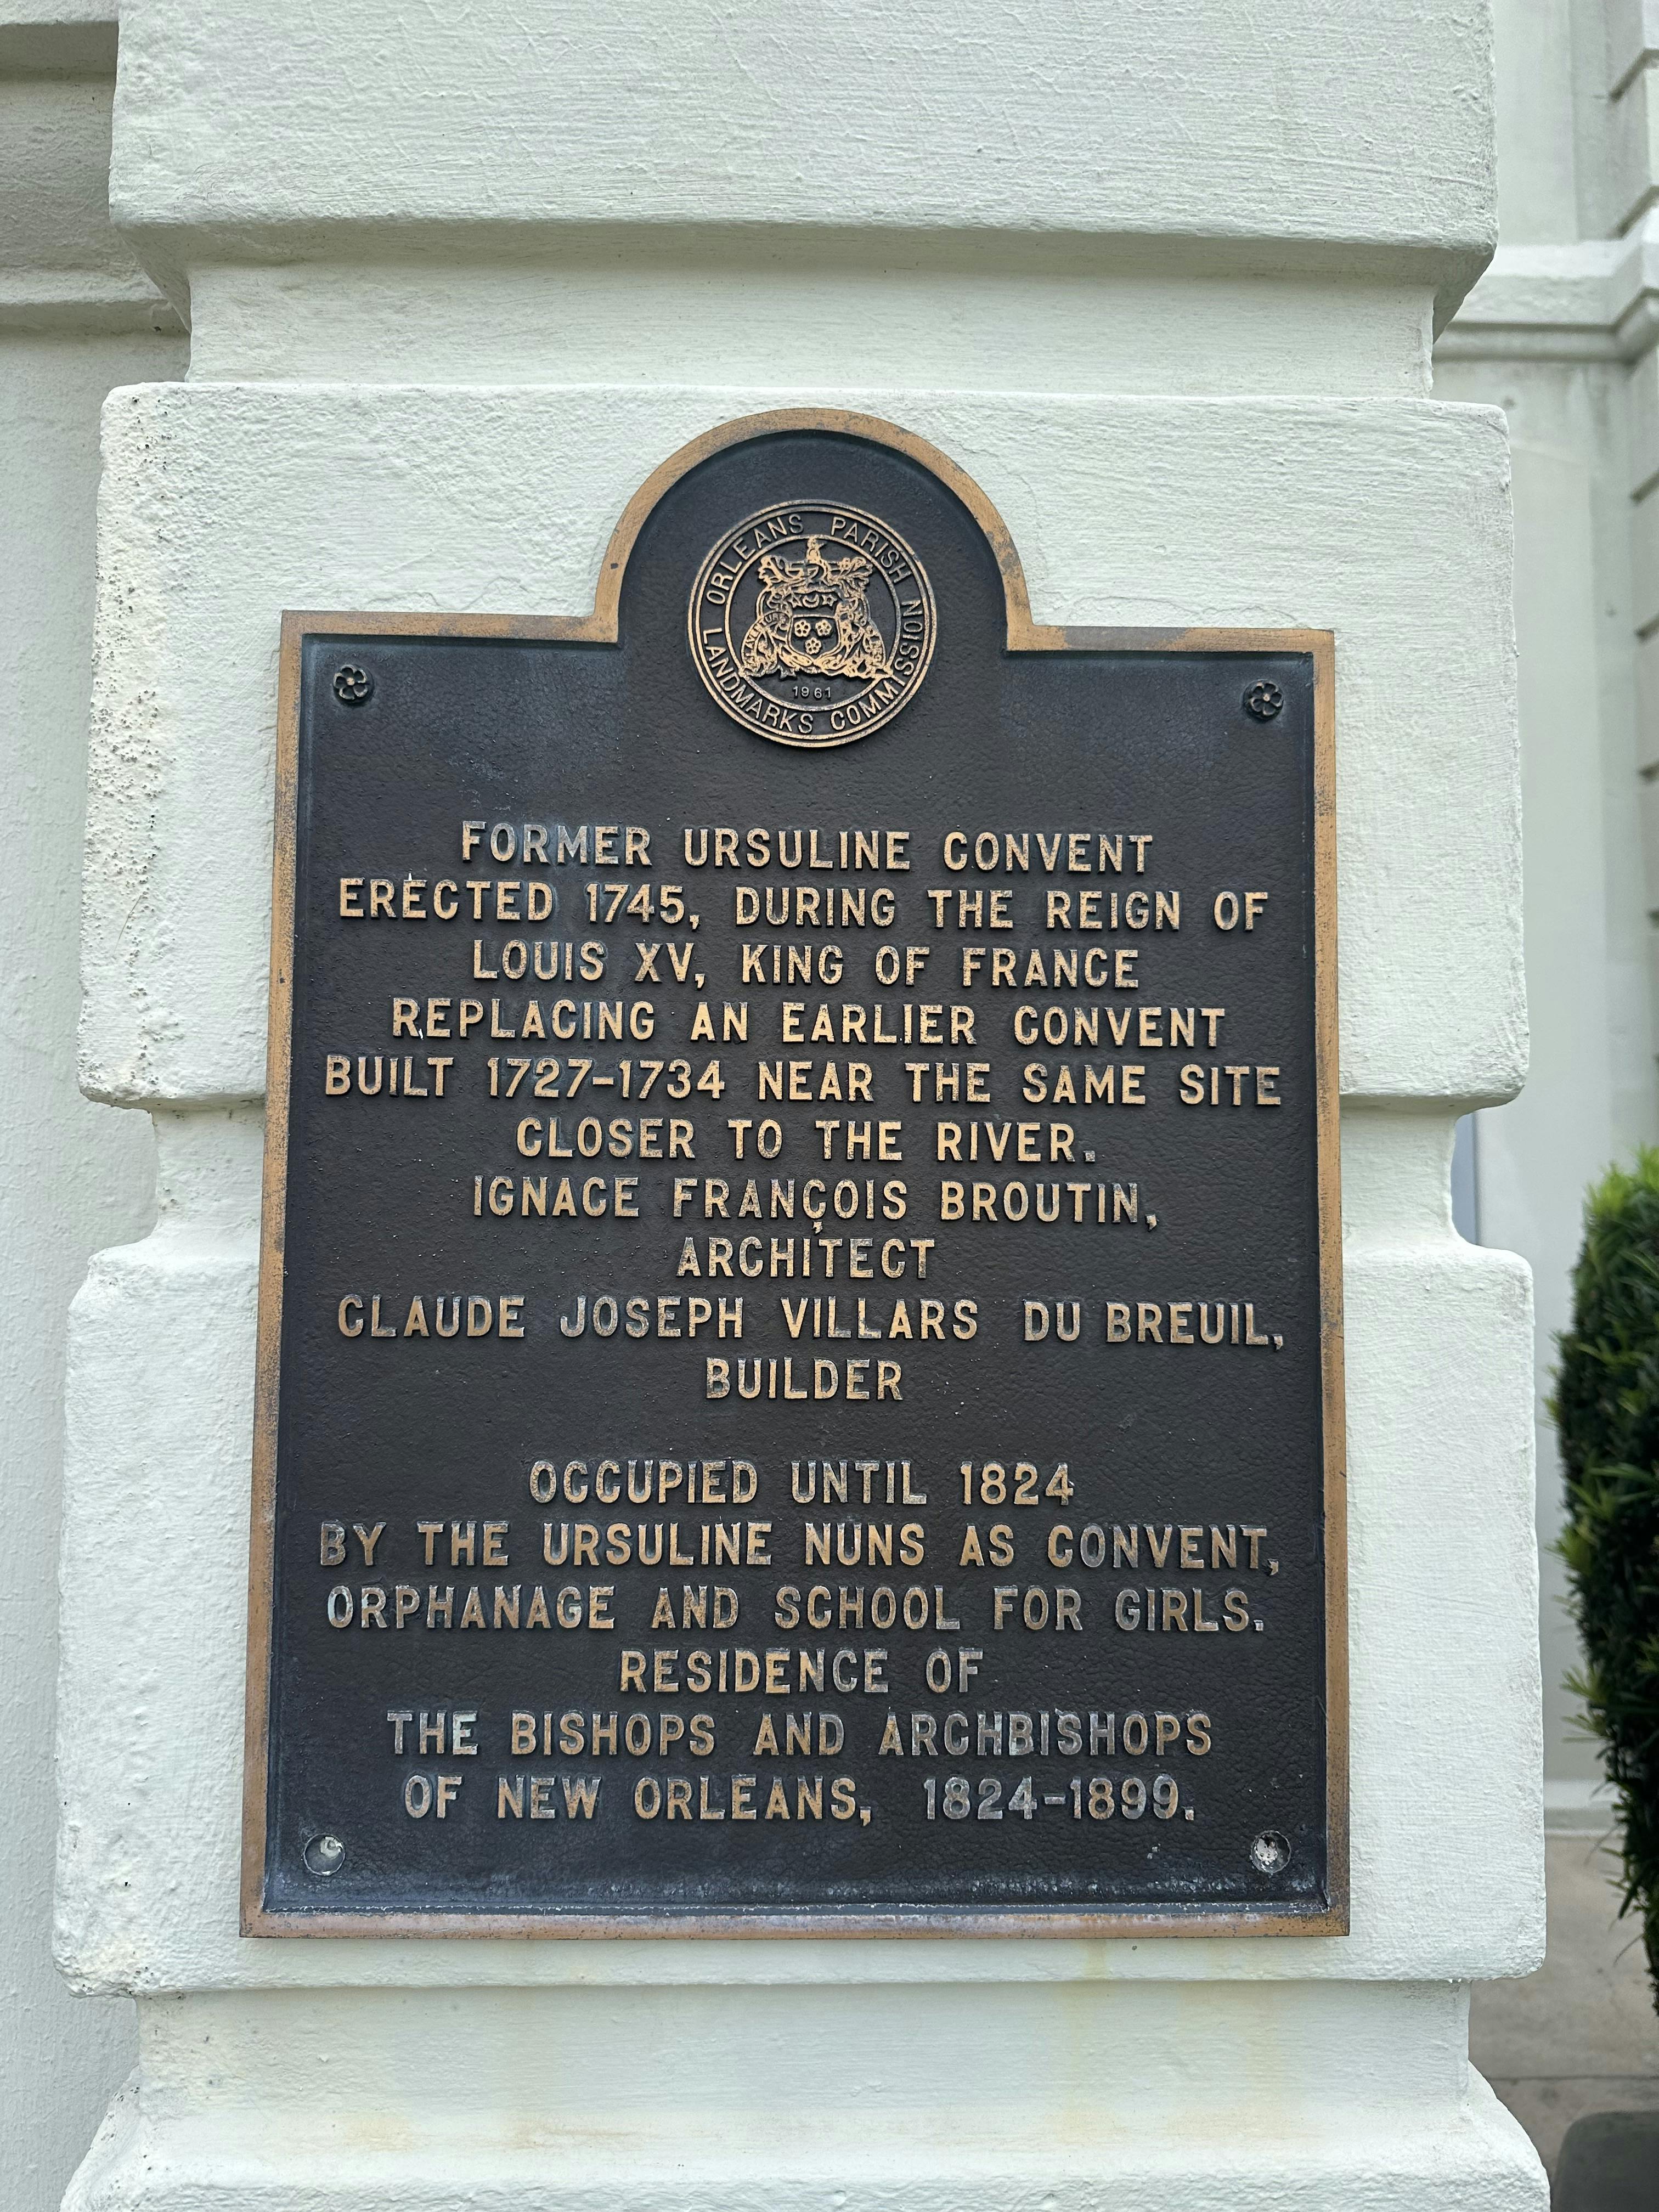 ORLEANS PARISH
LANDMARKS COMMISSION
1961
FORMER URSULINE CONVENT
ERECTED 1745, DURING THE REIGN OF
LOUIS XV, KING OF FRANCE
REPLACING AN EARLIER CONVENT
BUILT 1727-1734 NEAR THE SAME SITE
CLOSER TO THE RIVER.
IGNACE FRANÇOIS BROUTIN,
ARCHITECT
CLAUDE JOSEPH VILLARS DU BREUIL,
BUILDER
OCCUPIED UNTIL 1824
BY THE URSULINE NUNS AS CONVENT,
ORPHANAGE AND SCHOOL FOR GIRLS.
RESIDENCE OF
THE BISHOPS AND ARCHBISHOPS
OF NEW ORLEANS, 1824-1899.